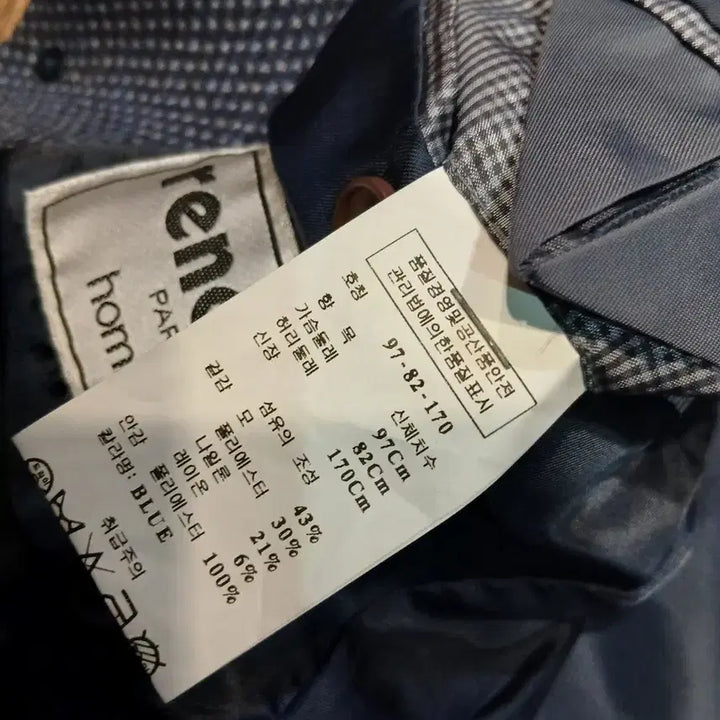 reno
PAR
hom
품질경영및공산품안전
관리법에의한품질표시
호칭 97-82-170
항 목 신체치수
가슴둘레 97Cm
허리둘레 82Cm
신장 170Cm
섬유의 조성
겉감 모 43%
폴리에스터 30%
나일론 21%
레이온 6%
안감 폴리에스터 100%
칼라명: BLUE
취급주의
드라이